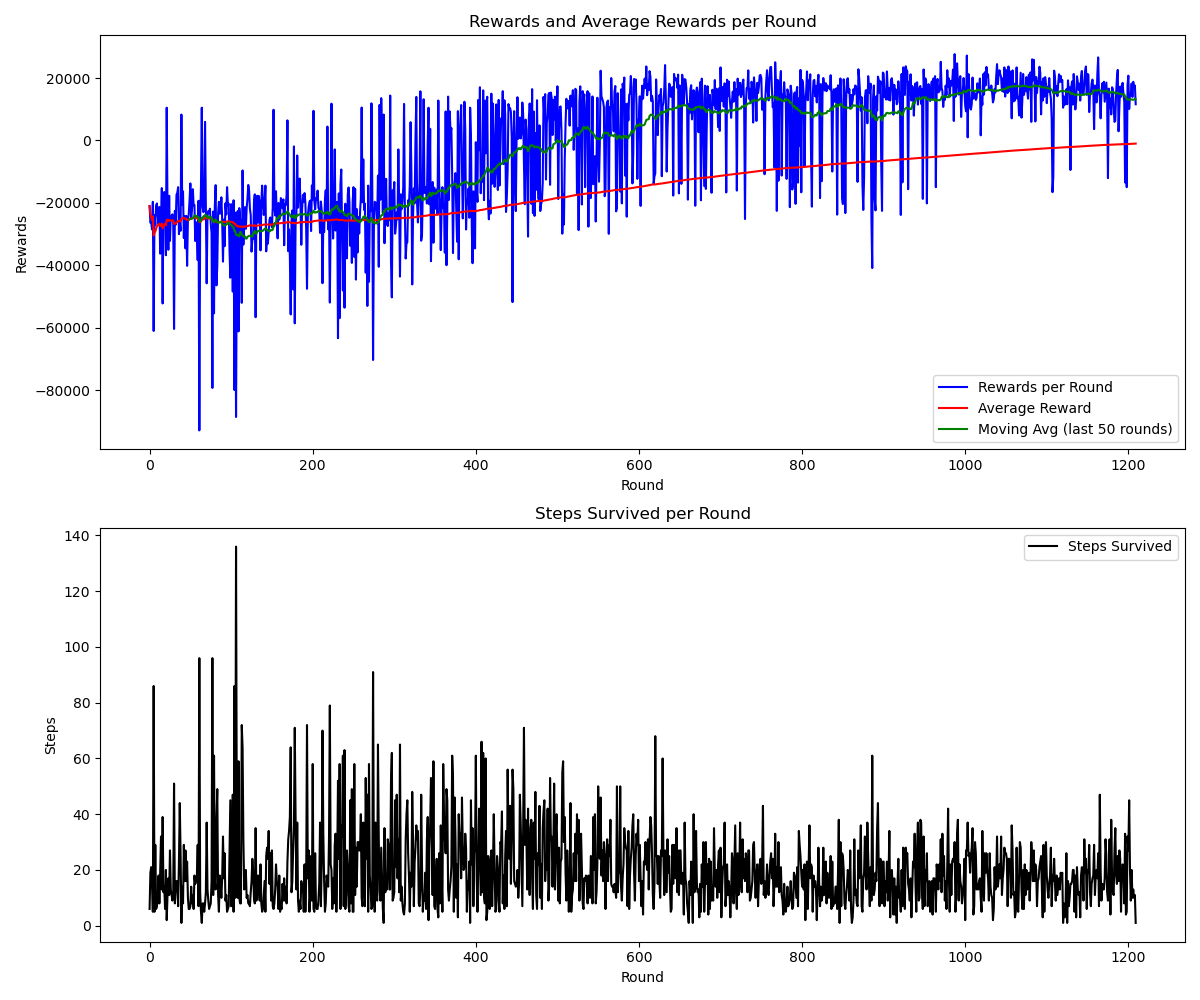 Rewards and Average Rewards per Round
20000
0
−20000
−40000
−60000
−80000
Rewards
Rewards per Round
Average Reward
Moving Avg (last 50 rounds)
0 200 400 600 800 1000 1200
Round
Steps Survived per Round
140
120
100
80
60
40
20
0
Steps
Steps Survived
0 200 400 600 800 1000 1200
Round